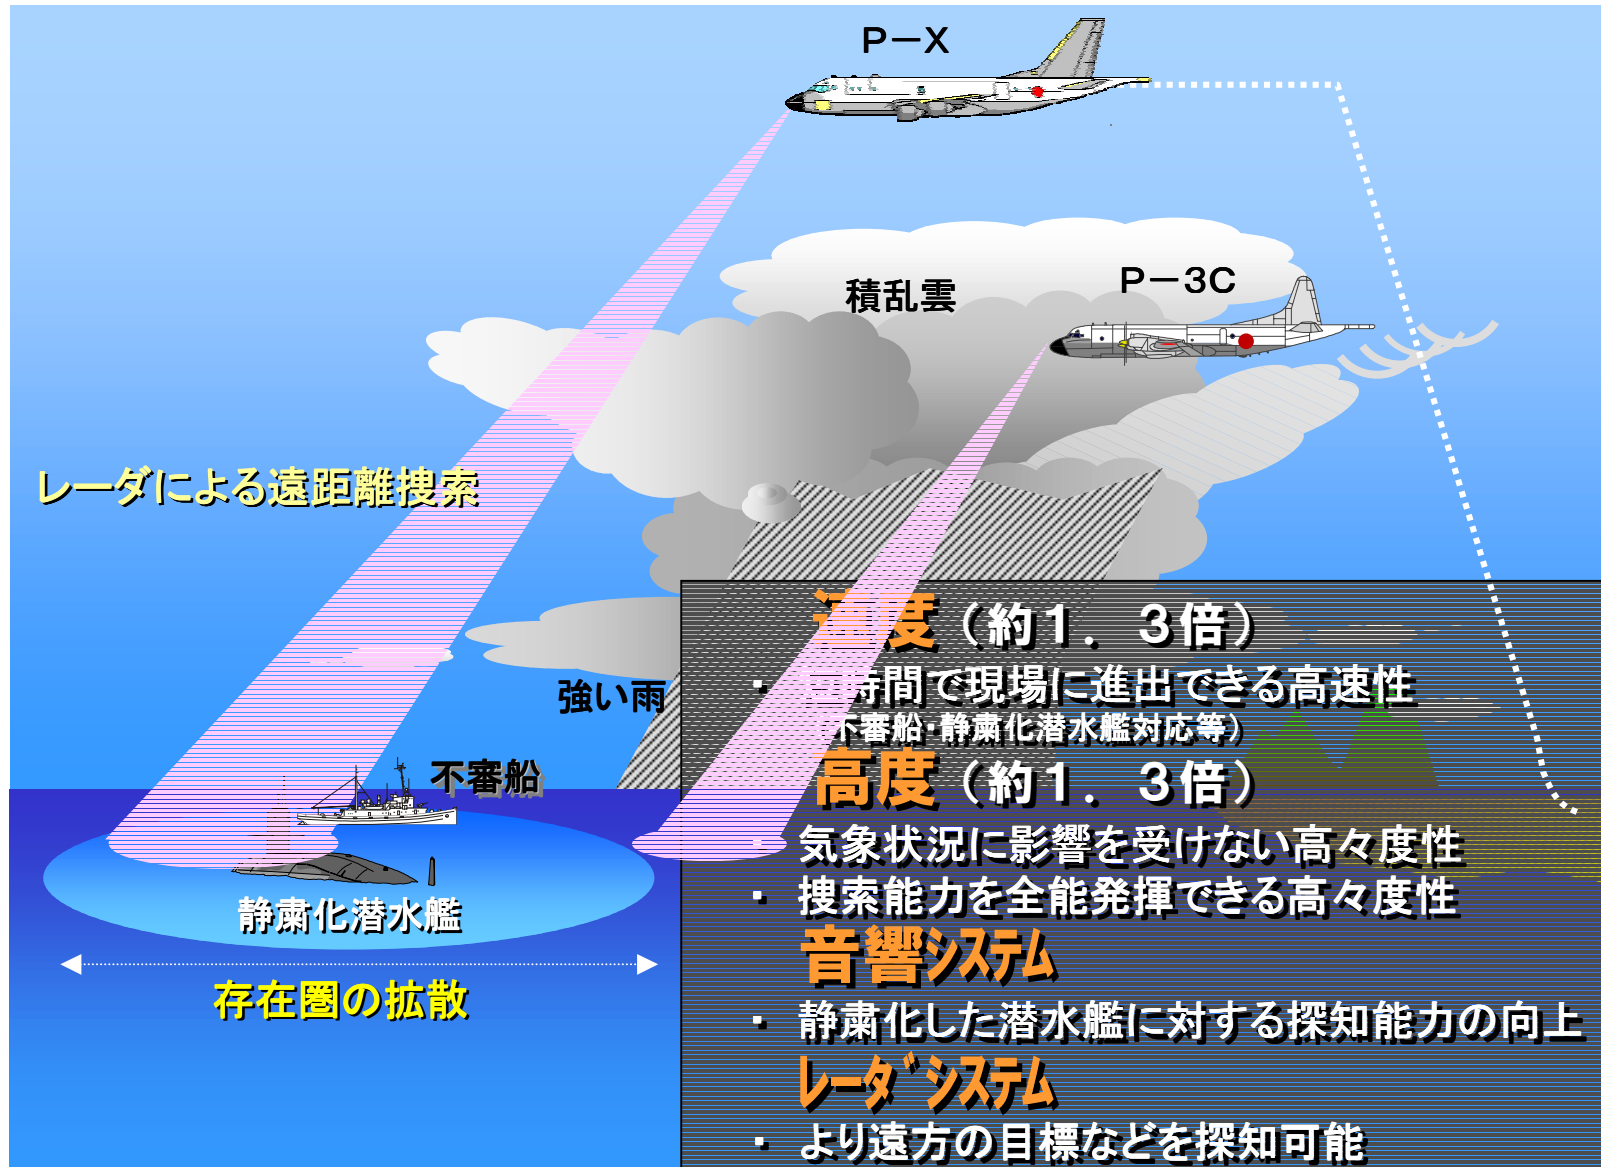 P－X
P－3C
積乱雲
レーダによる遠距離捜索
強い雨
不審船
静粛化潜水艦
存在圏の拡散
度（約１．３倍）
・ 時間で現場に進出できる高速性
不審船・静粛化潜水艦対応等）
高度（約１．３倍）
・ 気象状況に影響を受けない高々度性
・ 捜索能力を全能発揮できる高々度性
音響ｼｽﾃﾑ
・ 静粛化した潜水艦に対する探知能力の向上
ﾚｰﾀﾞｼｽﾃﾑ
・ より遠方の目標などを探知可能